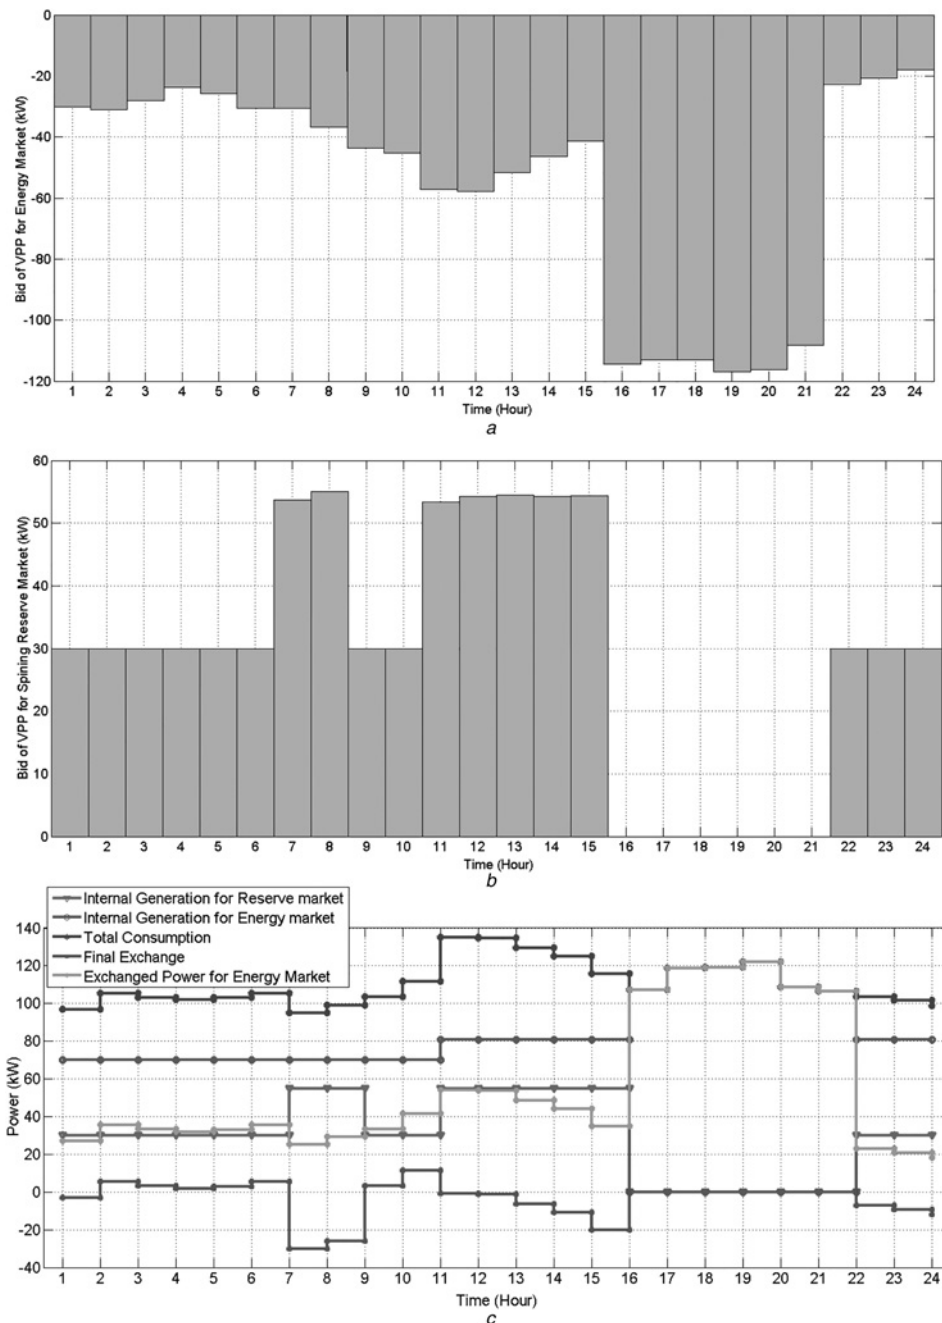 0
-20
-40
-60
-80
-100
-120
Bid of VPP for Energy Market (kW)
1 2 3 4 5 6 7 8 9 10 11 12 13 14 15 16 17 18 19 20 21 22 23 24
Time (Hour)
a
60
50
40
30
20
10
0
Bid of VPP for Spining Reserve Market (kW)
1 2 3 4 5 6 7 8 9 10 11 12 13 14 15 16 17 18 19 20 21 22 23 24
Time (Hour)
b
Internal Generation for Reserve market
Internal Generation for Energy market
Total Consumption
Final Exchange
Exchanged Power for Energy Market
140
120
100
80
60
40
20
0
-20
-40
Power (kW)
1 2 3 4 5 6 7 8 9 10 11 12 13 14 15 16 17 18 19 20 21 22 23 24
Time (Hour)
c